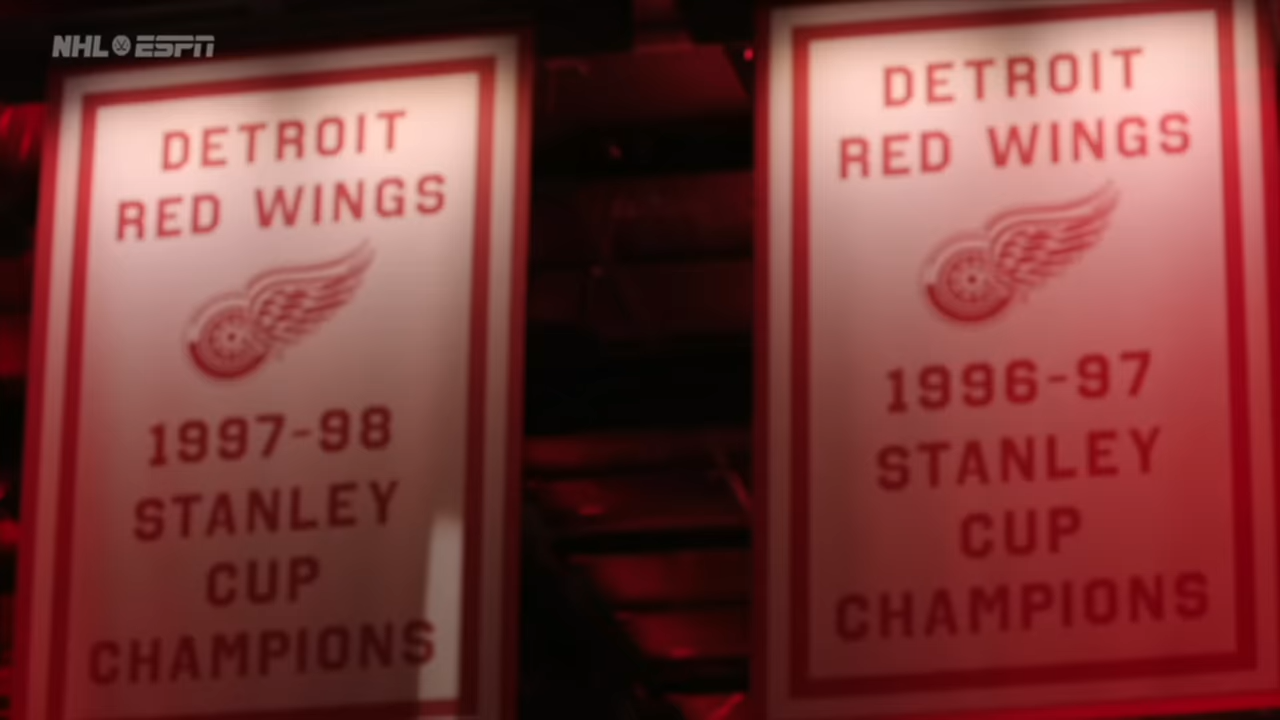 NHL ESPN
DETROIT
RED WINGS
1997-98
STANLEY
CUP
CHAMPIONS
DETROIT
RED WINGS
1996-97
STANLEY
CUP
CHAMPIONS